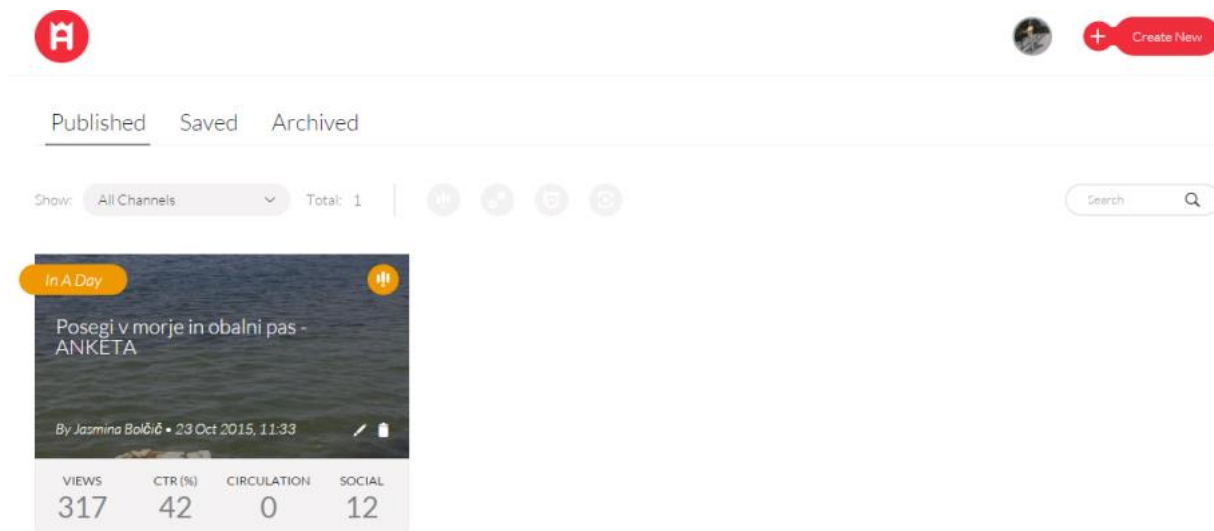 Create New
Published Saved Archived
Show: All Channels Total: 1 Search
In A Day
Posegi v morje in obalni pas -
ANKETA
By Jasmina Bolčič • 23 Oct 2015, 11:33
VIEWS CTR (%) CIRCULATION SOCIAL
317 42 0 12